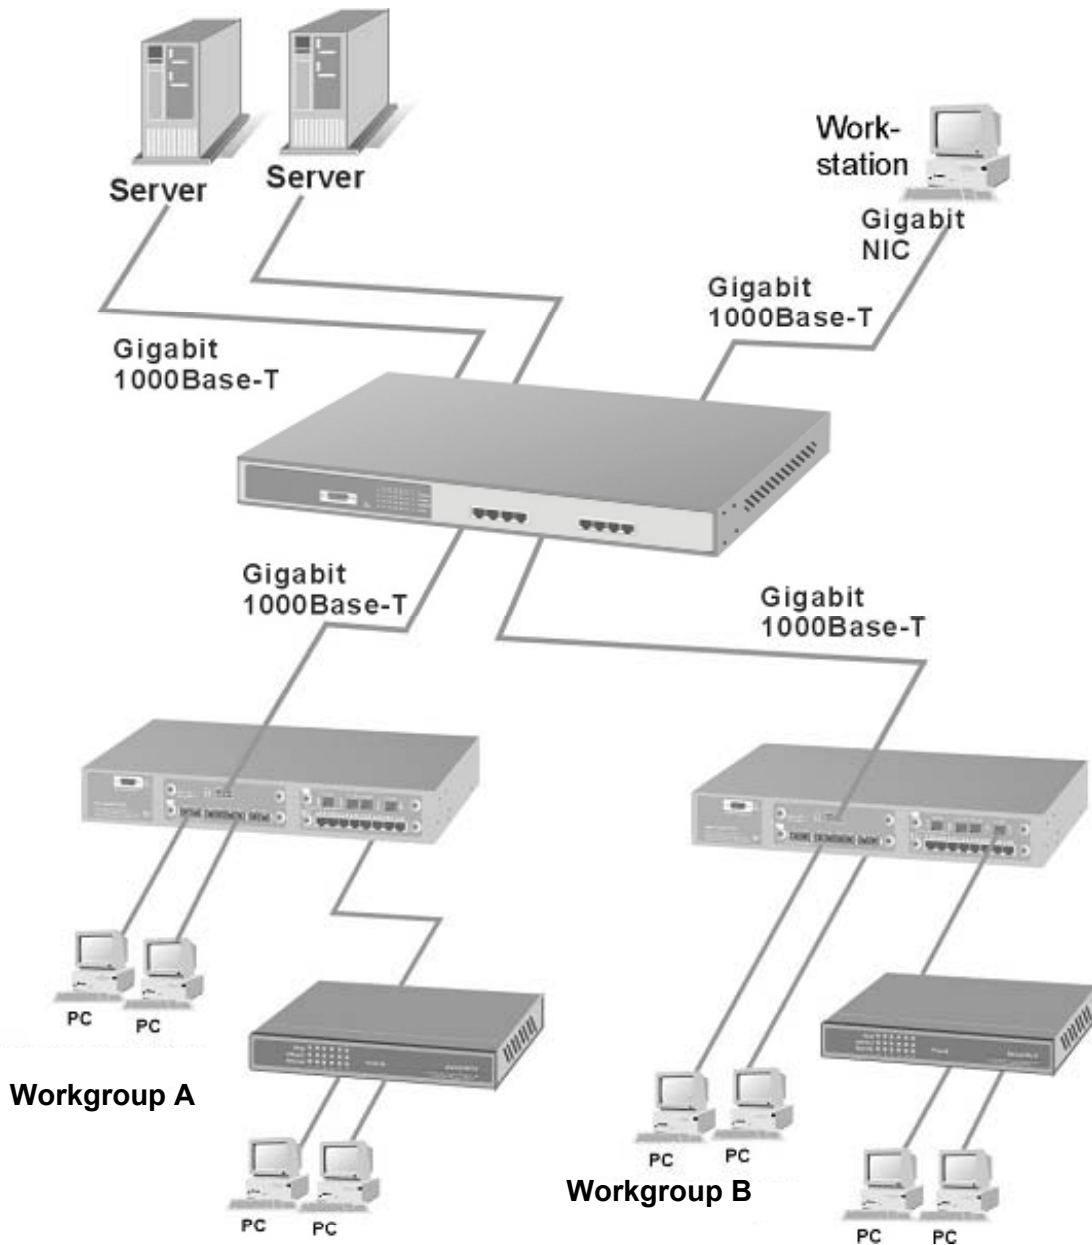 Server
Server
Work-
station
Gigabit
NIC
Gigabit
1000Base-T
Gigabit
1000Base-T
Gigabit
1000Base-T
Gigabit
1000Base-T
PC
PC
Workgroup A
PC
PC
PC
PC
Workgroup B
PC
PC